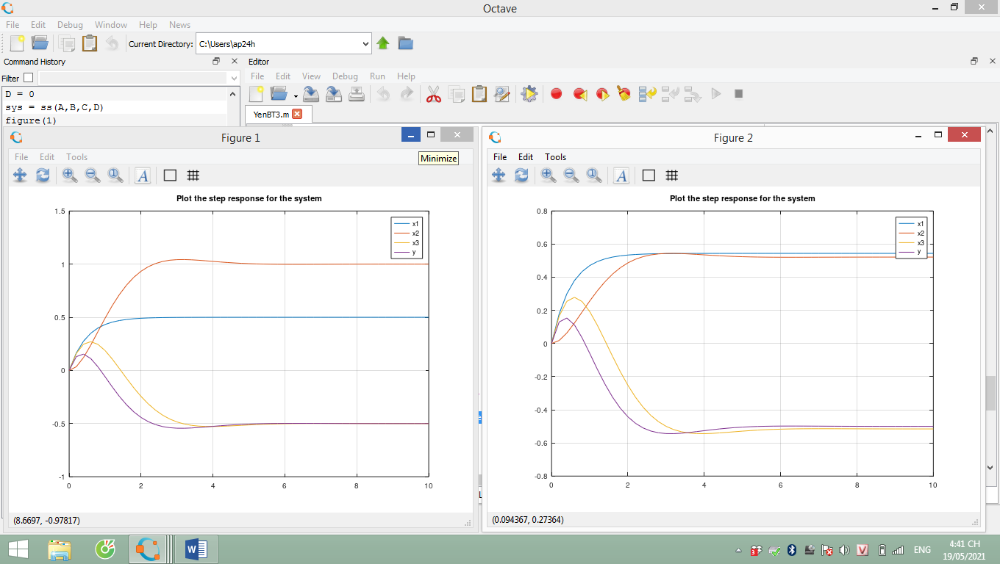 Octave
File Edit Debug Window Help News
Current Directory: C:\Users\ap24h
Command History
Filter
D = 0
sys = ss(A,B,C,D)
figure(1)
Editor
File Edit View Debug Run Help
YenBT3.m
Figure 1
File Edit Tools
Minimize
Plot the step response for the system
1.5
1
0.5
0
-0.5
-1
0 2 4 6 8 10
x1
x2
x3
y
(8.6697, -0.97817)
Figure 2
File Edit Tools
Plot the step response for the system
0.8
0.6
0.4
0.2
0
-0.2
-0.4
-0.6
-0.8
0 2 4 6 8 10
x1
x2
x3
y
(0.094367, 0.27364)
ENG
4:41 CH
19/05/2021